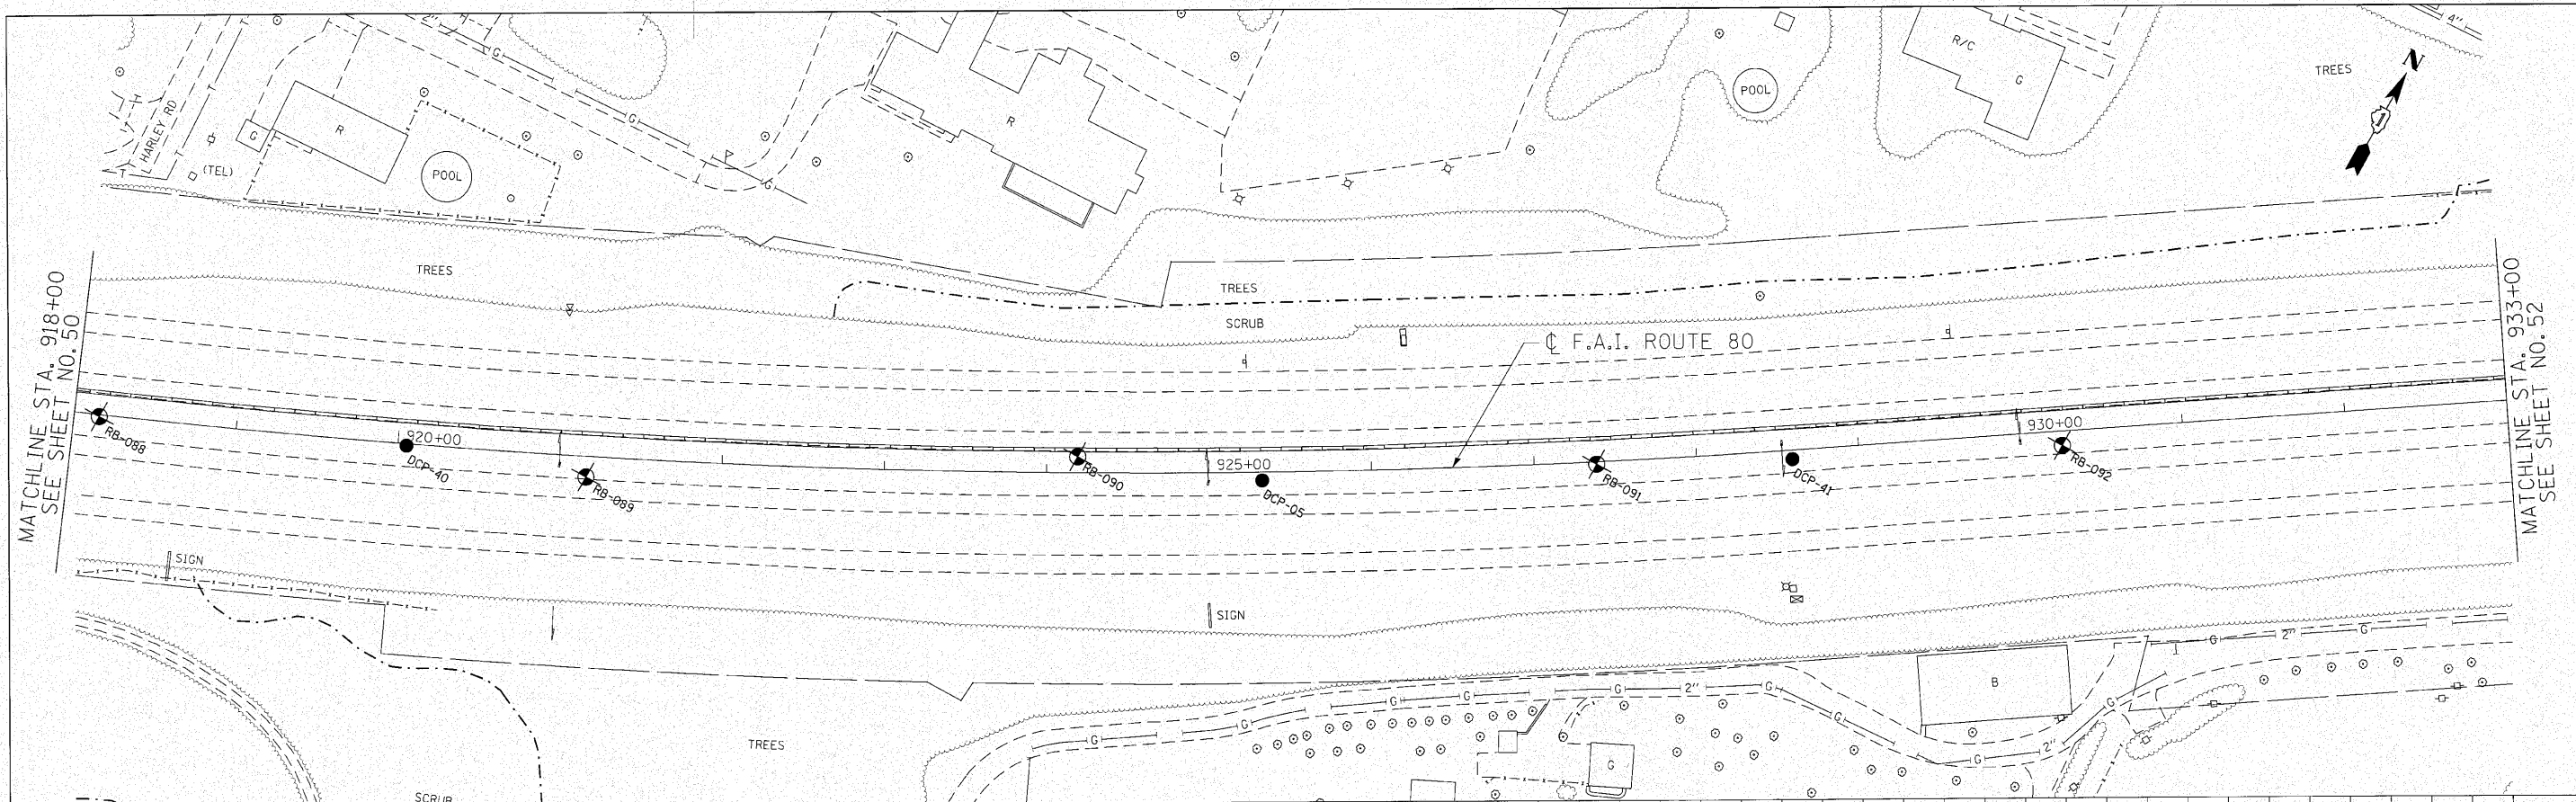 2"
G
4"
R/C
G
N
TREES
1
POOL
HARLEY RD
G
R
G
R
T
(TEL)
POOL
G
TREES
TREES
SCRUB
℄ F.A.I. ROUTE 80
MATCHLINE STA. 918+00
SEE SHEET NO. 50
MATCHLINE STA. 933+00
SEE SHEET NO. 52
RB-088
920+00
DCP-40
RB-089
RB-090
925+00
DCP-05
RB-091
DCP-41
930+00
RB-092
SIGN
SIGN
G
2"
G
B
G
G
G
2"
G
G
G
G
G
2"
G
TREES
G
SCRUB